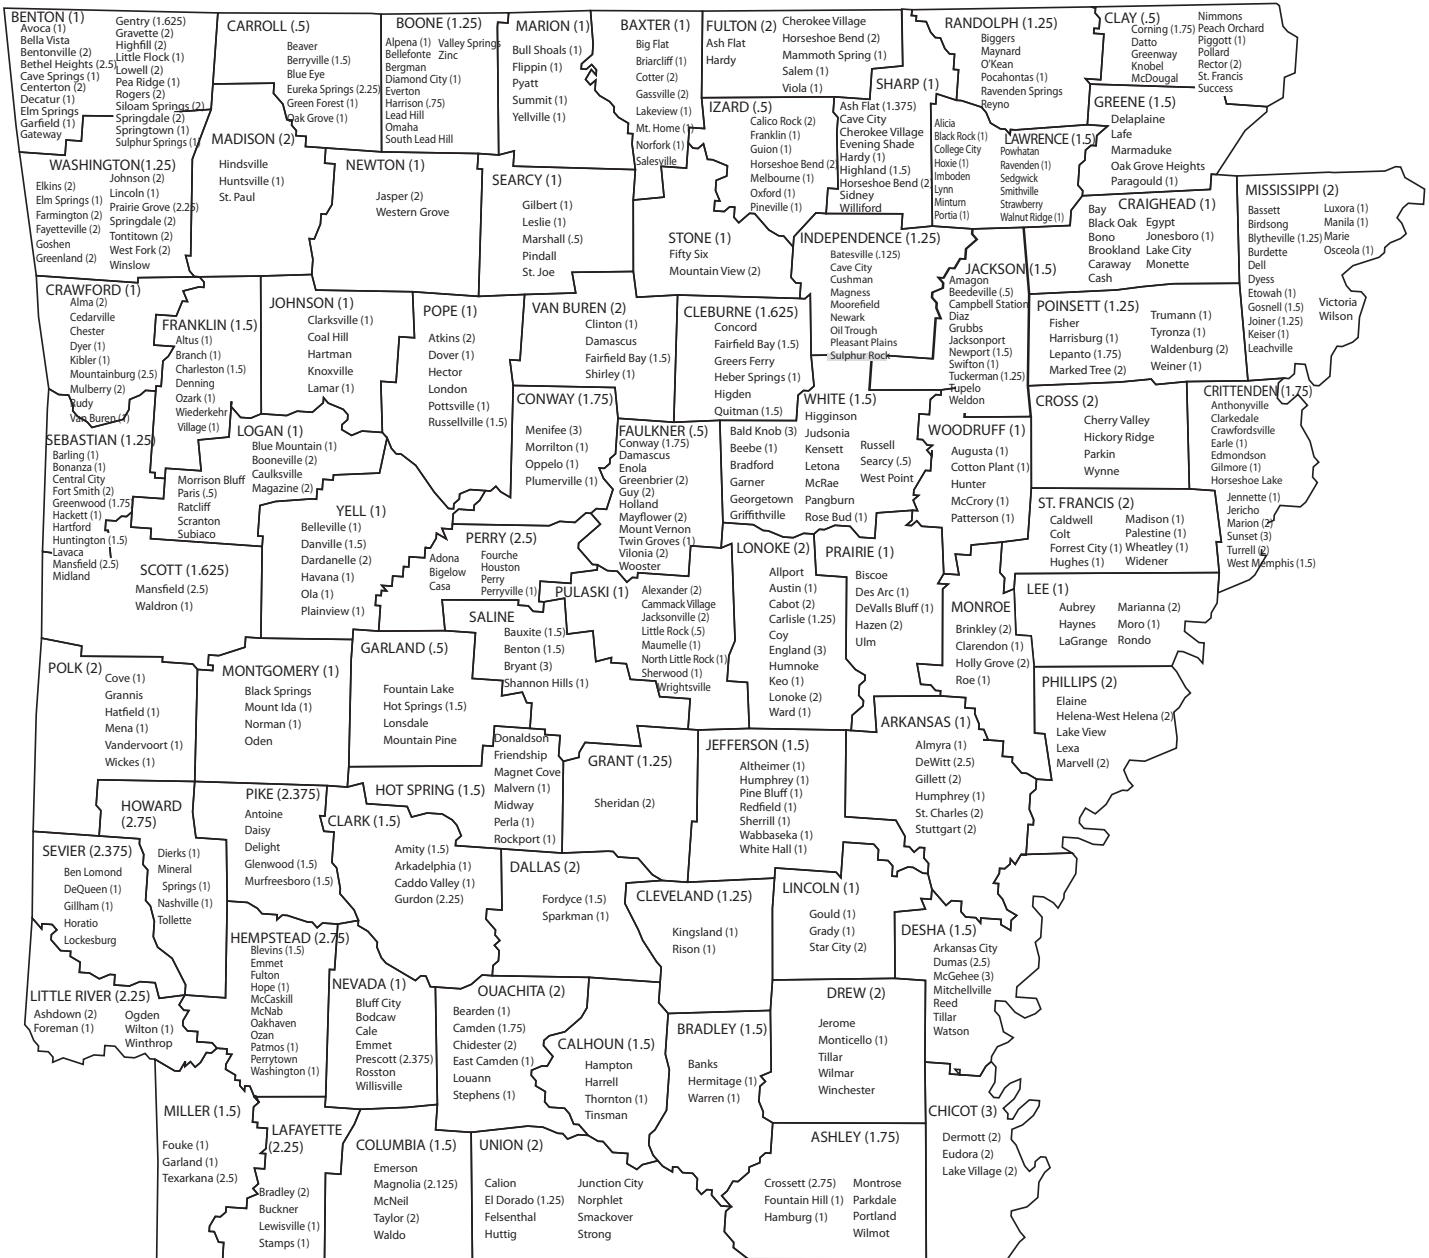 BENTON (1)
Avoca (1)
Bella Vista
Bentonville (2)
Bethel Heights (2.5)
Cave Springs (1)
Centerton (2)
Decatur (1)
Elm Springs
Garfield (1)
Gateway
Gentry (1.625)
Gravette (2)
Highfill (2)
Little Flock (1)
Lowell (2)
Pea Ridge (1)
Rogers (2)
Siloam Springs (2)
Springdale (2)
Springtown (1)
Sulphur Springs (1)
CARROLL (.5)
Beaver
Berryville (1.5)
Blue Eye
Eureka Springs (2.25)
Green Forest (1)
Oak Grove (1)
BOONE (1.25)
Alpena (1)
Bellefonte
Bergman
Diamond City (1)
Everton
Harrison (.75)
Lead Hill
Omaha
South Lead Hill
Valley Springs
Zinc
MARION (1)
Bull Shoals (1)
Flippin (1)
Pyatt
Summit (1)
Yellville (1)
BAXTER (1)
Big Flat
Briarcliff (1)
Cotter (2)
Gassville (2)
Lakeview (1)
Mt. Home (1)
Norfork (1)
Salesville
FULTON (2)
Ash Flat
Hardy
Cherokee Village
Horseshoe Bend (2)
Mammoth Spring (1)
Salem (1)
Viola (1)
SHARP (1)
Ash Flat (1.375)
Cave City
Cherokee Village
Evening Shade
Hardy (1)
Highland (1.5)
Horseshoe Bend (2)
Sidney
Williford
RANDOLPH (1.25)
Biggers
Maynard
O'Kean
Pocahontas (1)
Ravenden Springs
Reyno
CLAY (.5)
Corning (1.75)
Datto
Greenway
Knobel
McDougal
Nimmons
Peach Orchard
Piggott (1)
Pollard
Rector (2)
St. Francis
Success
GREENE (1.5)
Delaplaine
Lafe
Marmaduke
Oak Grove Heights
Paragould (1)
IZARD (.5)
Calico Rock (2)
Franklin (1)
Guion (1)
Horseshoe Bend (2)
Melbourne (1)
Oxford (1)
Pineville (1)
LAWRENCE (1.5)
Alicia
Black Rock (1)
College City
Hoxie (1)
Imboden
Lynn
Minturn
Portia (1)
Powhatan
Ravenden (1)
Sedgwick
Smithville
Strawberry
Walnut Ridge (1)
MADISON (2)
Hindsville
Huntsville (1)
St. Paul
WASHINGTON(1.25)
Elkins (2)
Elm Springs (1)
Farmington (2)
Fayetteville (2)
Goshen
Greenland (2)
Johnson (2)
Lincoln (1)
Prairie Grove (2.25)
Springdale (2)
Tontitown (2)
West Fork (2)
Winslow
NEWTON (1)
Jasper (2)
Western Grove
SEARCY (1)
Gilbert (1)
Leslie (1)
Marshall (.5)
Pindall
St. Joe
STONE (1)
Fifty Six
Mountain View (2)
INDEPENDENCE (1.25)
Batesville (.125)
Cave City
Cushman
Magness
Moorefield
Newark
Oil Trough
Pleasant Plains
Sulphur Rock
JACKSON (1.5)
Amagon
Beedeville (.5)
Campbell Station
Diaz
Grubbs
Jacksonport
Newport (1.5)
Swifton (1)
Tuckerman (1.25)
Tupelo
Weldon
CRAIGHEAD (1)
Bay
Black Oak
Bono
Brookland
Caraway
Cash
Egypt
Jonesboro (1)
Lake City
Monette
MISSISSIPPI (2)
Bassett
Birdsong
Blytheville (1.25)
Burdette
Dell
Dyess
Etowah (1)
Gosnell (1.5)
Joiner (1.25)
Keiser (1)
Leachville
Luxora (1)
Manila (1)
Marie
Osceola (1)
Victoria
Wilson
CRAWFORD (1)
Alma (2)
Cedarville
Chester
Dyer (1)
Kibler (1)
Mountainburg (2.5)
Mulberry (2)
Rudy
Van Buren (1)
FRANKLIN (1.5)
Altus (1)
Branch (1)
Charleston (1.5)
Denning
Ozark (1)
Wiederkehr
Village (1)
JOHNSON (1)
Clarksville (1)
Coal Hill
Hartman
Knoxville
Lamar (1)
POPE (1)
Atkins (2)
Dover (1)
Hector
London
Pottsville (1)
Russellville (1.5)
VAN BUREN (2)
Clinton (1)
Damascus
Fairfield Bay (1.5)
Shirley (1)
CLEBURNE (1.625)
Concord
Fairfield Bay (1.5)
Greers Ferry
Heber Springs (1)
Higden
Quitman (1.5)
POINSETT (1.25)
Fisher
Harrisburg (1)
Lepanto (1.75)
Marked Tree (2)
Trumann (1)
Tyronza (1)
Waldenburg (2)
Weiner (1)
SEBASTIAN (1.25)
Barling (1)
Bonanza (1)
Central City
Fort Smith (2)
Greenwood (1.75)
Hackett (1)
Hartford
Huntington (1.5)
Lavaca
Mansfield (2.5)
Midland
LOGAN (1)
Blue Mountain (1)
Booneville (2)
Caulksville
Magazine (2)
Morrison Bluff
Paris (.5)
Ratcliff
Scranton
Subiaco
CONWAY (1.75)
Menifee (3)
Morrilton (1)
Oppelo (1)
Plumerville (1)
FAULKNER (.5)
Conway (1.75)
Damascus
Enola
Greenbrier (2)
Guy (2)
Holland
Mayflower (2)
Mount Vernon
Twin Groves (1)
Vilonia (2)
Wooster
WHITE (1.5)
Bald Knob (3)
Beebe (1)
Bradford
Garner
Georgetown
Griffithville
Higginson
Judsonia
Kensett
Letona
McRae
Pangburn
Rose Bud (1)
Russell
Searcy (.5)
West Point
WOODRUFF (1)
Augusta (1)
Cotton Plant (1)
Hunter
McCrory (1)
Patterson (1)
CROSS (2)
Cherry Valley
Hickory Ridge
Parkin
Wynne
CRITTENDEN (1.75)
Anthonyville
Clarkedale
Crawfordsville
Earle (1)
Edmondson
Gilmore (1)
Horseshoe Lake
Jennette (1)
Jericho
Marion (2)
Sunset (3)
Turrell (2)
West Memphis (1.5)
ST. FRANCIS (2)
Caldwell
Colt
Forrest City (1)
Hughes (1)
Madison (1)
Palestine (1)
Wheatley (1)
Widener
SCOTT (1.625)
Mansfield (2.5)
Waldron (1)
YELL (1)
Belleville (1)
Danville (1.5)
Dardanelle (2)
Havana (1)
Ola (1)
Plainview (1)
PERRY (2.5)
Adona
Bigelow
Casa
Fourche
Houston
Perry
Perryville (1)
PULASKI (1)
Alexander (2)
Cammack Village
Jacksonville (2)
Little Rock (.5)
Maumelle (1)
North Little Rock (1)
Sherwood (1)
Wrightsville
LONOKE (2)
Allport
Austin (1)
Cabot (2)
Carlisle (1.25)
Coy
England (3)
Humnoke
Keo (1)
Lonoke (2)
Ward (1)
PRAIRIE (1)
Biscoe
Des Arc (1)
DeValls Bluff (1)
Hazen (2)
Ulm
MONROE
Brinkley (2)
Clarendon (1)
Holly Grove (2)
Roe (1)
LEE (1)
Aubrey
Haynes
LaGrange
Marianna (2)
Moro (1)
Rondo
SALINE
Bauxite (1.5)
Benton (1.5)
Bryant (3)
Shannon Hills (1)
POLK (2)
Cove (1)
Grannis
Hatfield (1)
Mena (1)
Vandervoort (1)
Wickes (1)
MONTGOMERY (1)
Black Springs
Mount Ida (1)
Norman (1)
Oden
GARLAND (.5)
Fountain Lake
Hot Springs (1.5)
Lonsdale
Mountain Pine
PHILLIPS (2)
Elaine
Helena-West Helena (2)
Lake View
Lexa
Marvell (2)
HOT SPRING (1.5)
Donaldson
Friendship
Magnet Cove
Malvern (1)
Midway
Perla (1)
Rockport (1)
GRANT (1.25)
Sheridan (2)
JEFFERSON (1.5)
Altheimer (1)
Humphrey (1)
Pine Bluff (1)
Redfield (1)
Sherrill (1)
Wabbaseka (1)
White Hall (1)
ARKANSAS (1)
Almyra (1)
DeWitt (2.5)
Gillett (2)
Humphrey (1)
St. Charles (2)
Stuttgart (2)
HOWARD
(2.75)
Dierks (1)
Mineral
Springs (1)
Nashville (1)
Tollette
PIKE (2.375)
Antoine
Daisy
Delight
Glenwood (1.5)
Murfreesboro (1.5)
CLARK (1.5)
Amity (1.5)
Arkadelphia (1)
Caddo Valley (1)
Gurdon (2.25)
SEVIER (2.375)
Ben Lomond
DeQueen (1)
Gillham (1)
Horatio
Lockesburg
DALLAS (2)
Fordyce (1.5)
Sparkman (1)
CLEVELAND (1.25)
Kingsland (1)
Rison (1)
LINCOLN (1)
Gould (1)
Grady (1)
Star City (2)
DESHA (1.5)
Arkansas City
Dumas (2.5)
McGehee (3)
Mitchellville
Reed
Tillar
Watson
HEMPSTEAD (2.75)
Blevins (1.5)
Emmet
Fulton
Hope (1)
McCaskill
McNab
Oakhaven
Ozan
Patmos (1)
Perrytown
Washington (1)
NEVADA (1)
Bluff City
Bodcaw
Cale
Emmet
Prescott (2.375)
Rosston
Willisville
LITTLE RIVER (2.25)
Ashdown (2)
Foreman (1)
Ogden
Wilton (1)
Winthrop
OUACHITA (2)
Bearden (1)
Camden (1.75)
Chidester (2)
East Camden (1)
Louann
Stephens (1)
CALHOUN (1.5)
Hampton
Harrell
Thornton (1)
Tinsman
BRADLEY (1.5)
Banks
Hermitage (1)
Warren (1)
DREW (2)
Jerome
Monticello (1)
Tillar
Wilmar
Winchester
MILLER (1.5)
Fouke (1)
Garland (1)
Texarkana (2.5)
LAFAYETTE
(2.25)
Bradley (2)
Buckner
Lewisville (1)
Stamps (1)
COLUMBIA (1.5)
Emerson
Magnolia (2.125)
McNeil
Taylor (2)
Waldo
UNION (2)
Calion
El Dorado (1.25)
Felsenthal
Huttig
Junction City
Norphlet
Smackover
Strong
ASHLEY (1.75)
Crossett (2.75)
Fountain Hill (1)
Hamburg (1)
Montrose
Parkdale
Portland
Wilmot
CHICOT (3)
Dermott (2)
Eudora (2)
Lake Village (2)